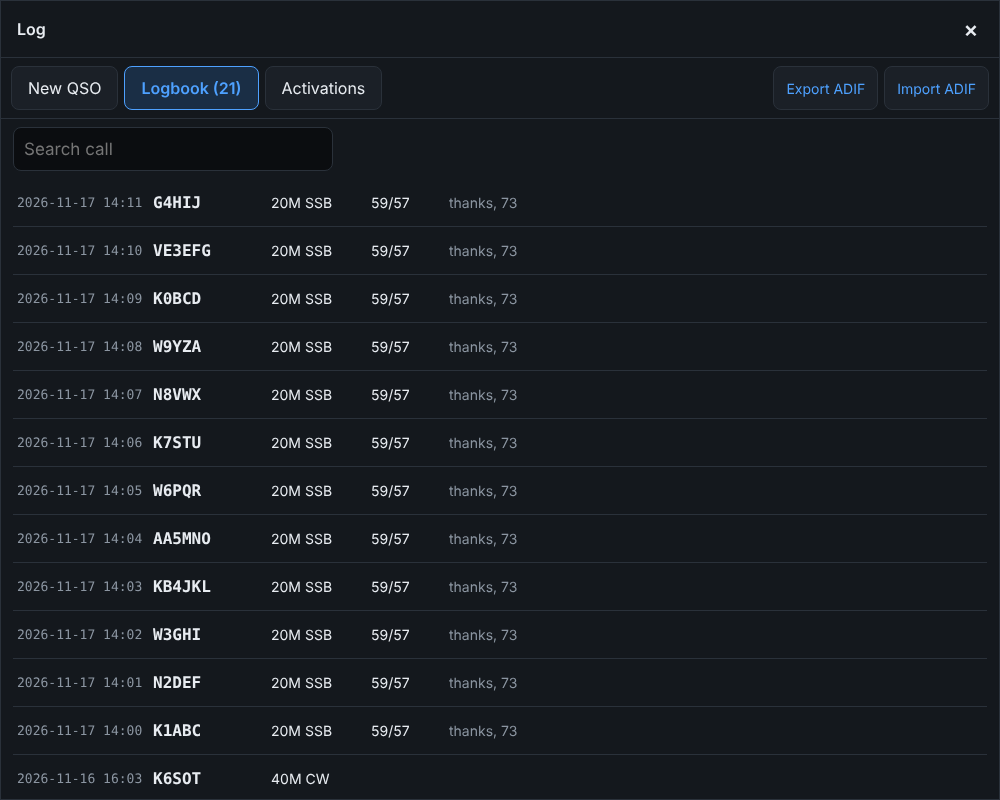 Log ×
New QSO Logbook (21) Activations Export ADIF Import ADIF
Search call
2026-11-17 14:11 G4HIJ 20M SSB 59/57 thanks, 73
2026-11-17 14:10 VE3EFG 20M SSB 59/57 thanks, 73
2026-11-17 14:09 K0BCD 20M SSB 59/57 thanks, 73
2026-11-17 14:08 W9YZA 20M SSB 59/57 thanks, 73
2026-11-17 14:07 N8VWX 20M SSB 59/57 thanks, 73
2026-11-17 14:06 K7STU 20M SSB 59/57 thanks, 73
2026-11-17 14:05 W6PQR 20M SSB 59/57 thanks, 73
2026-11-17 14:04 AA5MNO 20M SSB 59/57 thanks, 73
2026-11-17 14:03 KB4JKL 20M SSB 59/57 thanks, 73
2026-11-17 14:02 W3GHI 20M SSB 59/57 thanks, 73
2026-11-17 14:01 N2DEF 20M SSB 59/57 thanks, 73
2026-11-17 14:00 K1ABC 20M SSB 59/57 thanks, 73
2026-11-16 16:03 K6SOT 40M CW